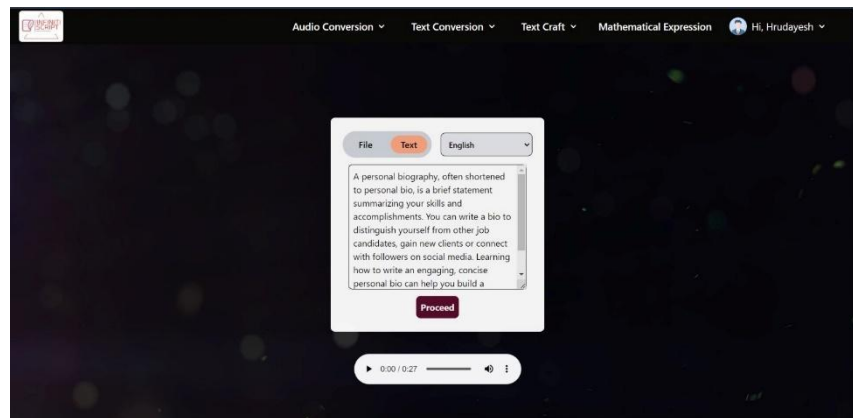 INFINITI
SCRIPT
Audio Conversion Text Conversion Text Craft Mathematical Expression Hi, Hrudayesh
File Text English
A personal biography, often shortened
to personal bio, is a brief statement
summarizing your skills and
accomplishments. You can write a bio to
distinguish yourself from other job
candidates, gain new clients or connect
with followers on social media. Learning
how to write an engaging, concise
personal bio can help you build a
Proceed
0:00 / 0:27